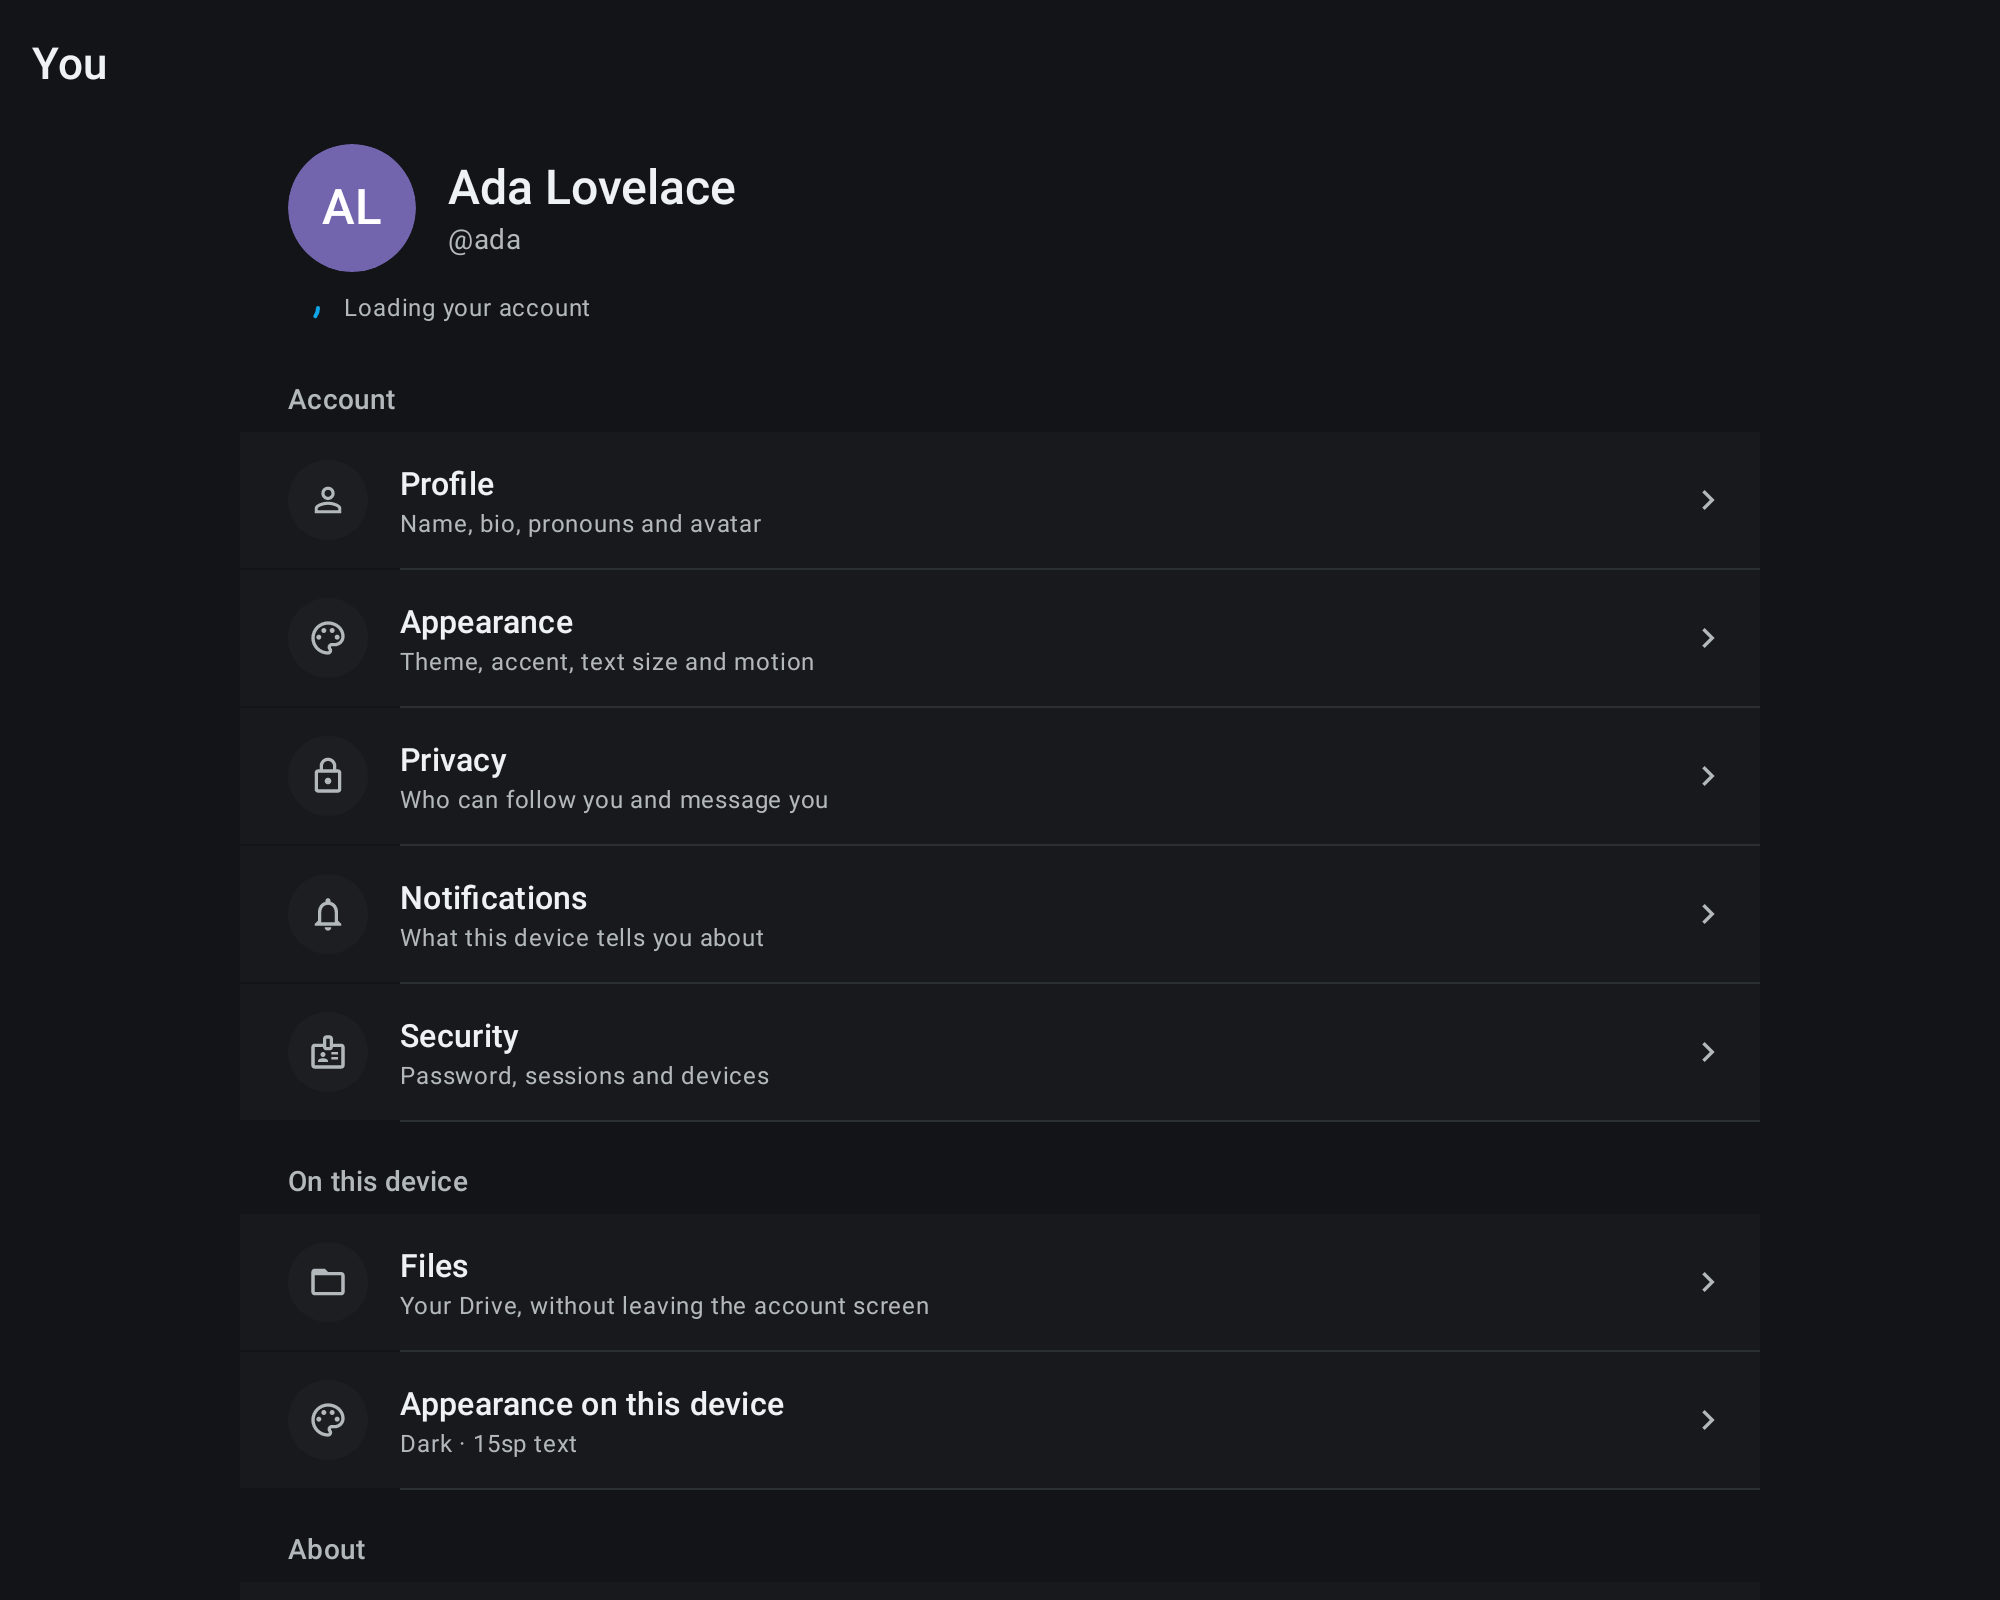 You
AL
Ada Lovelace
@ada
Loading your account
Account
Profile
Name, bio, pronouns and avatar
Appearance
Theme, accent, text size and motion
Privacy
Who can follow you and message you
Notifications
What this device tells you about
Security
Password, sessions and devices
On this device
Files
Your Drive, without leaving the account screen
Appearance on this device
Dark · 15sp text
About